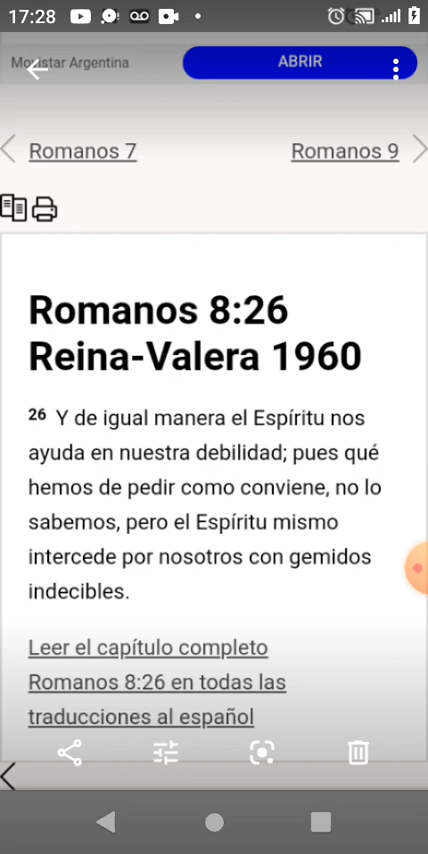 17:28
Movistar Argentina
ABRIR
Romanos 7
Romanos 9
Romanos 8:26
Reina-Valera 1960
26 Y de igual manera el Espíritu nos
ayuda en nuestra debilidad; pues qué
hemos de pedir como conviene, no lo
sabemos, pero el Espíritu mismo
intercede por nosotros con gemidos
indecibles.
Leer el capítulo completo
Romanos 8:26 en todas las
traducciones al español